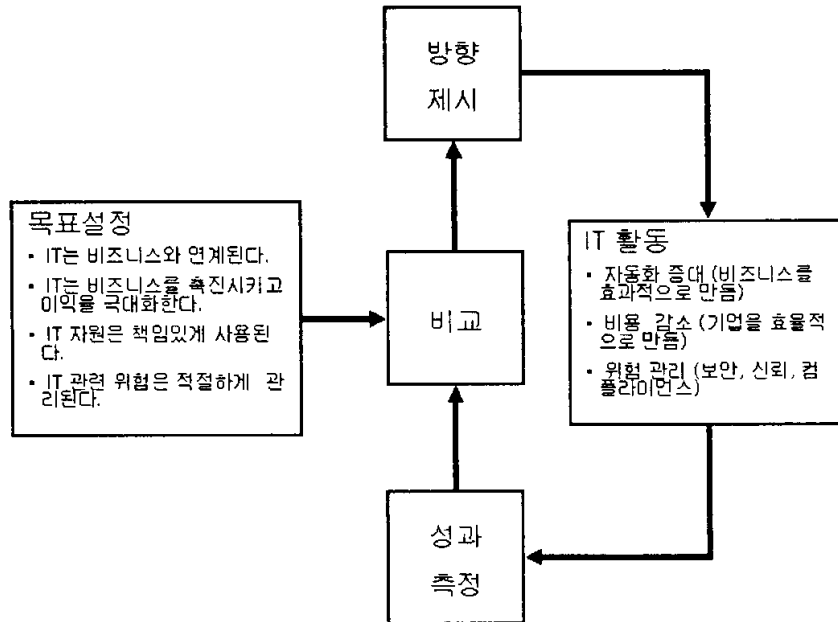 방향
제시
목표설정
- IT는 비즈니스와 연계된다.
- IT는 비즈니스를 촉진시키고
이익을 극대화한다.
- IT 자원은 책임있게 사용된
다.
- IT 관련 위험은 적절하게 관
리된다.
비교
IT 활동
- 자동화 증대 (비즈니스를
효과적으로 만듬)
- 비용 감소 (기업을 효율적
으로 만듬)
- 위험 관리 (보안, 신뢰, 컴
플라이언스)
성과
측정